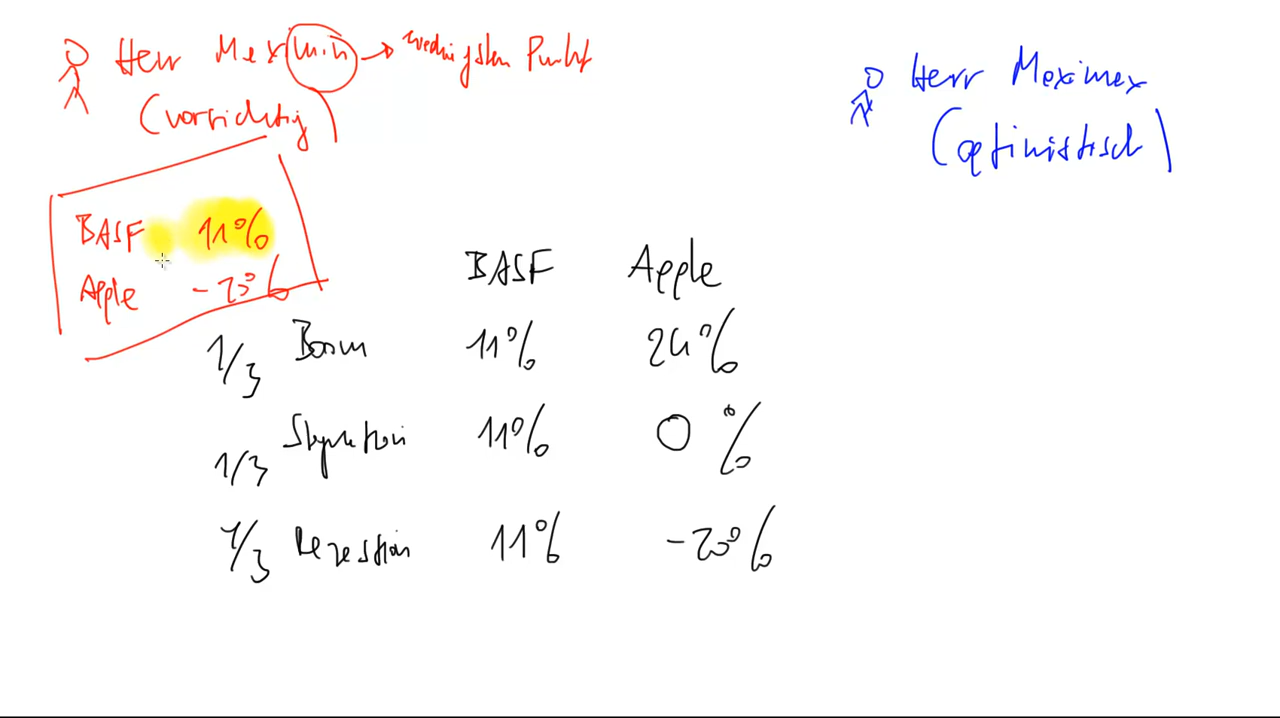 Herr Maxmin → niedrigsten Punkt
(vorsichtig)
Herr Maximax
(optimistisch)
BASF 11%
Apple -20%
BASF Apple
1/3 Boom 11% 24%
1/3 Stagnation 11% 0%
1/3 Rezession 11% -20%